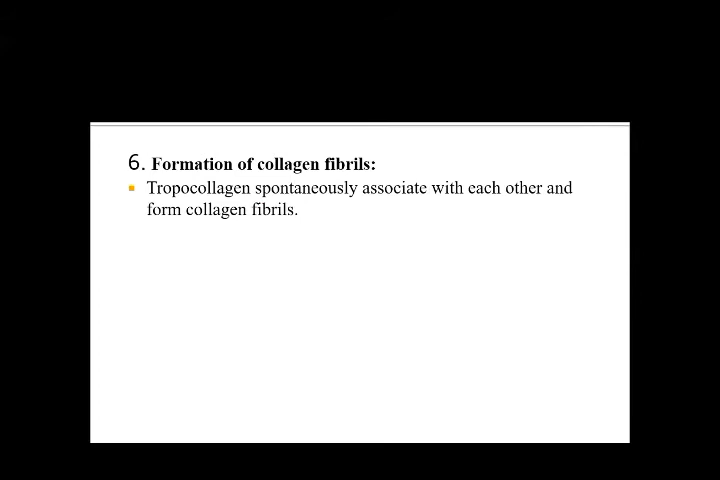 6. Formation of collagen fibrils:
Tropocollagen spontaneously associate with each other and
form collagen fibrils.